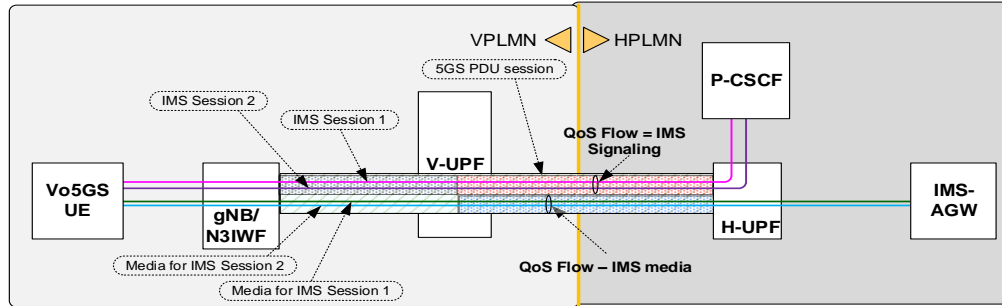 VPLMN
HPLMN
5GS PDU session
P-CSCF
IMS Session 2
IMS Session 1
QoS Flow = IMS
Signaling
V-UPF
Vo5GS
UE
gNB/
N3IWF
H-UPF
IMS-
AGW
Media for IMS Session 2
QoS Flow – IMS media
Media for IMS Session 1